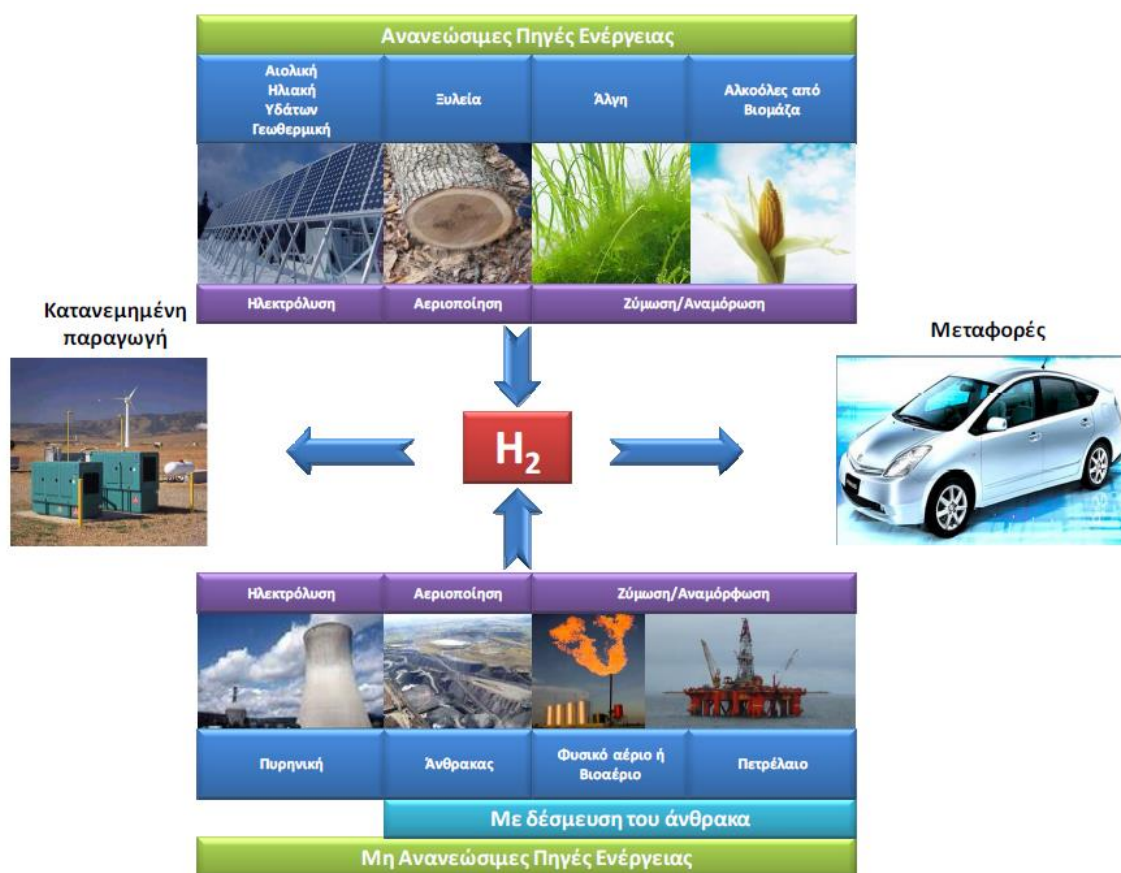 Ανανεώσιμες Πηγές Ενέργειας
Αιολική
Ηλιακή
Υδάτων
Γεωθερμική
Ξυλεία
Άλγη
Αλκοόλες από
Βιομάζα
Ηλεκτρόλυση
Αεριοποίηση
Ζύμωση/Αναμόρωση
Κατανεμημένη
παραγωγή
Μεταφορές
H₂
Ηλεκτρόλυση
Αεριοποίηση
Ζύμωση/Αναμόρφωση
Πυρηνική
Άνθρακας
Φυσικό αέριο ή
Βιοαέριο
Πετρέλαιο
Με δέσμευση του άνθρακα
Μη Ανανεώσιμες Πηγές Ενέργειας